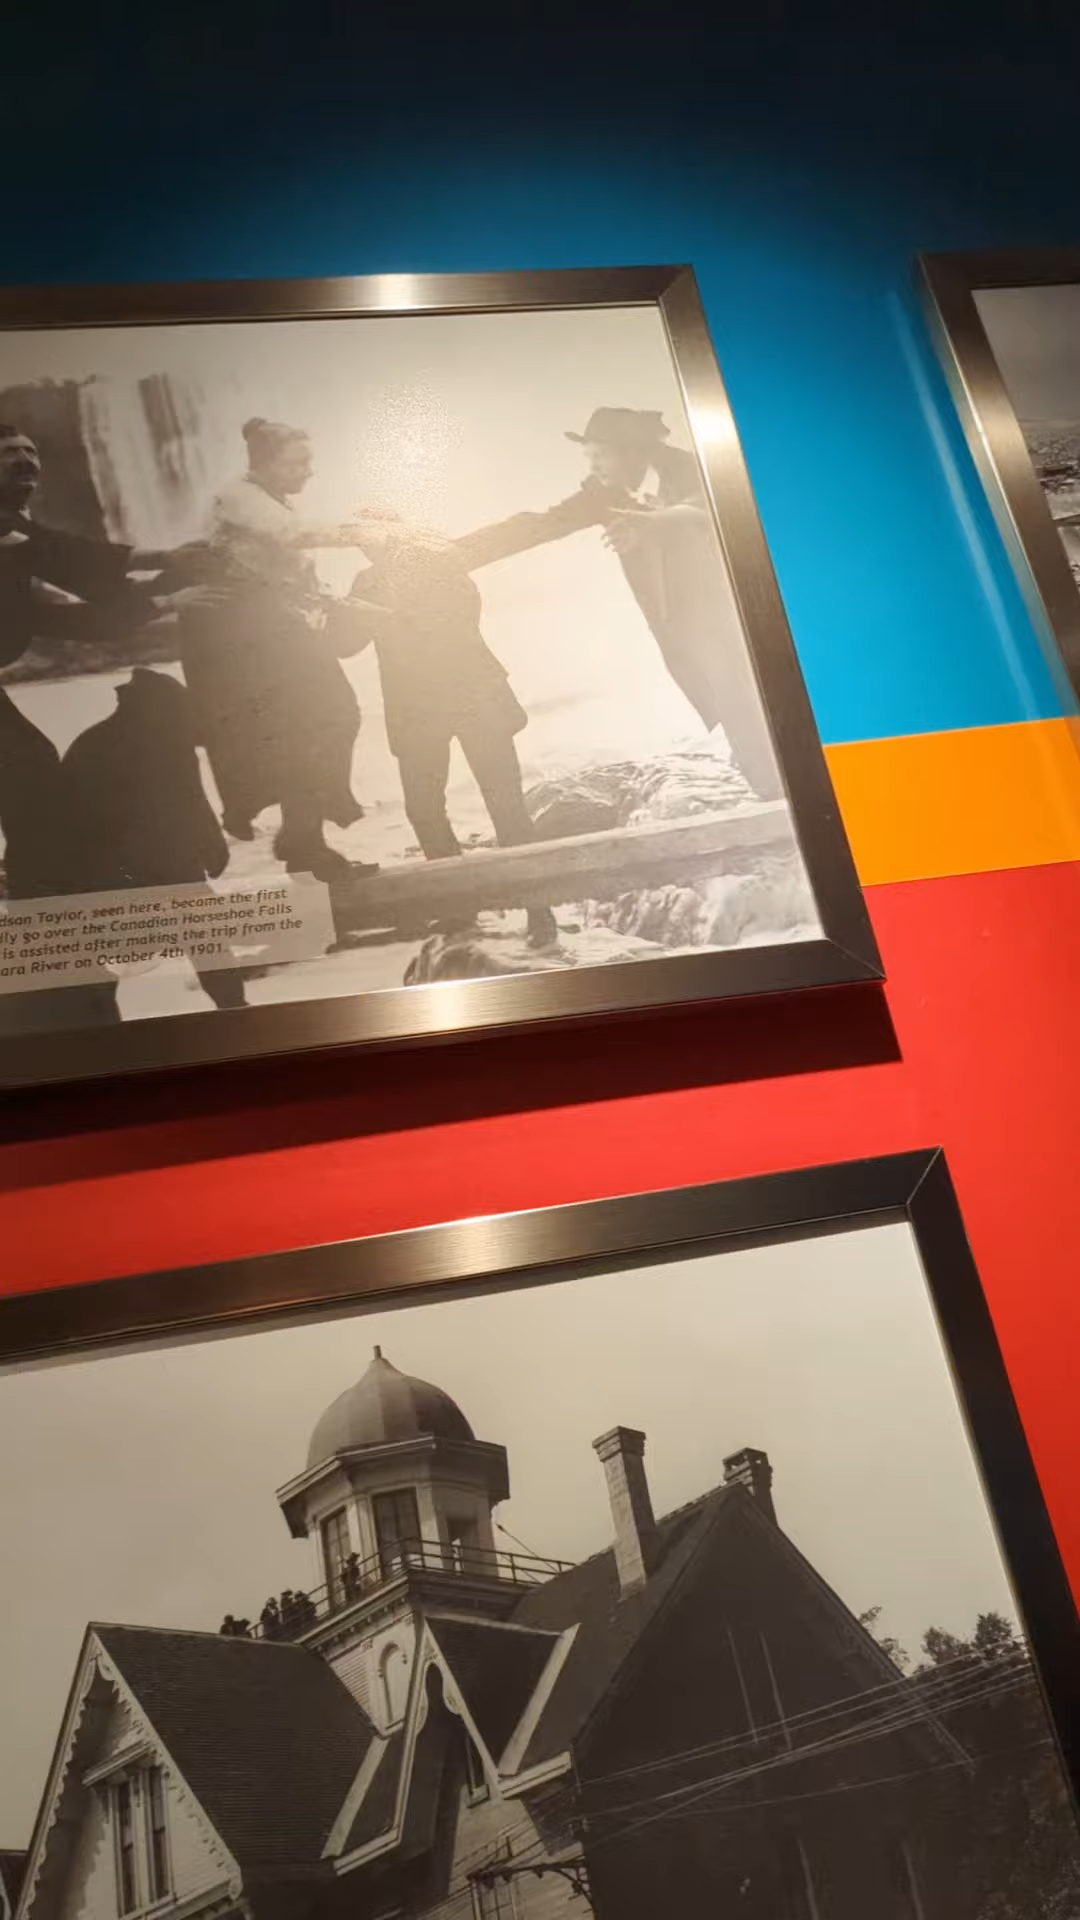 dson Taylor, seen here, became the first
lly go over the Canadian Horseshoe Falls
is assisted after making the trip from the
ara River on October 4th 1901.